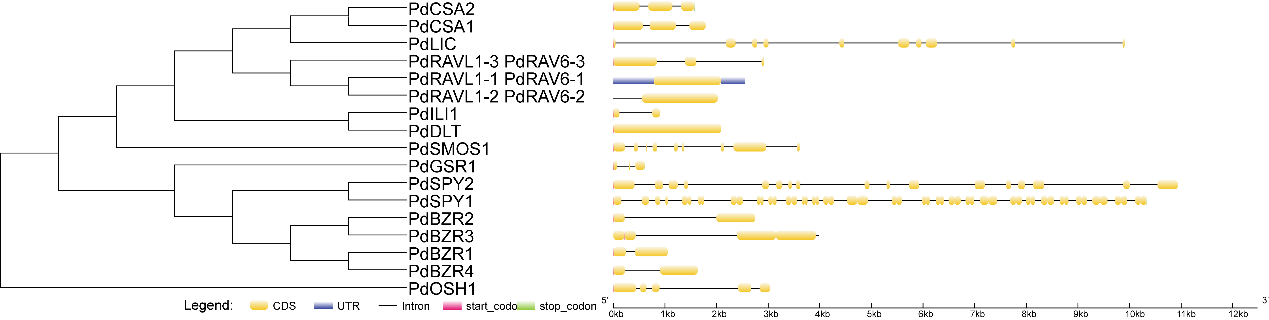 PdCSA2
PdCSA1
PdLIC
PdRAVL1-3 PdRAV6-3
PdRAVL1-1 PdRAV6-1
PdRAVL1-2 PdRAV6-2
PdILI1
PdDLT
PdSMOS1
PdGSR1
PdSPY2
PdSPY1
PdBZR2
PdBZR3
PdBZR1
PdBZR4
PdOSH1
Legend: CDS UTR Intron start_codo stop_codon
5' 3'
0kb 1kb 2kb 3kb 4kb 5kb 6kb 7kb 8kb 9kb 10kb 11kb 12kb